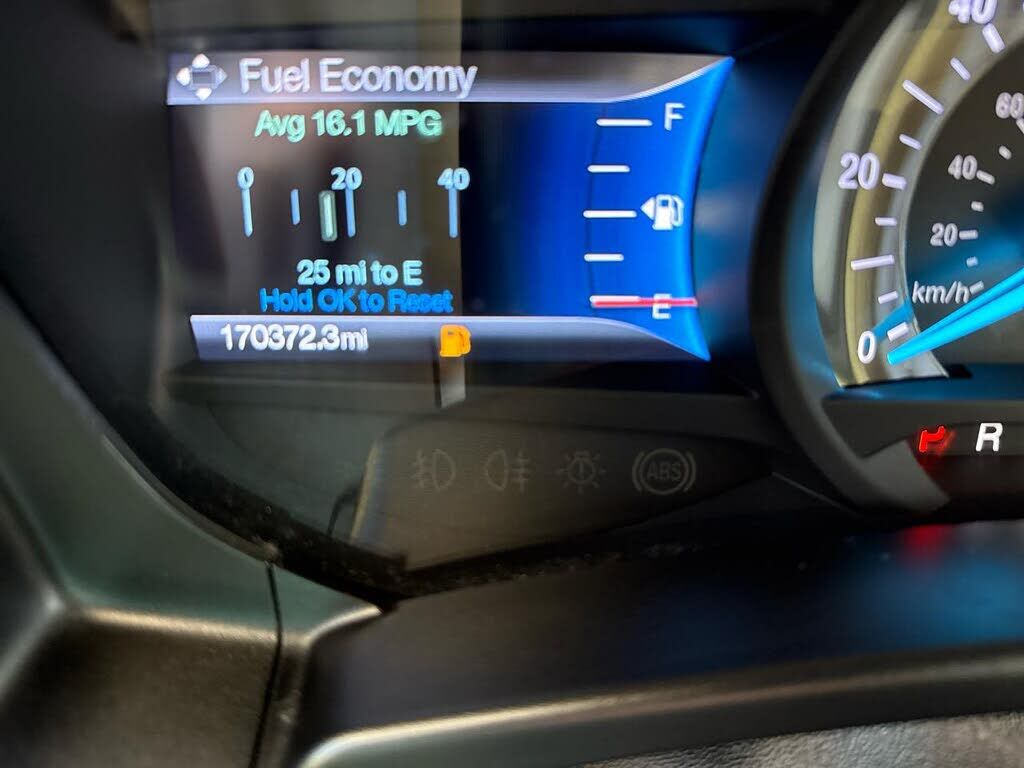 Fuel Economy
Avg 16.1 MPG
0 20 40
25 mi to E
Hold OK to Reset
170372.3mi
F
E
40
20
0
60
40
20
km/h
R
ABS